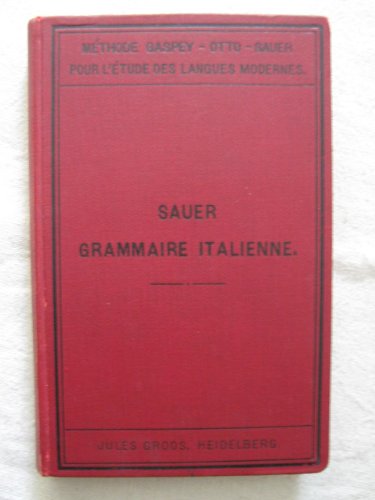 MÉTHODE GASPEY - OTTO - SAUER
POUR L'ÉTUDE DES LANGUES MODERNES.
SAUER
GRAMMAIRE ITALIENNE.
JULES GROOS, HEIDELBERG